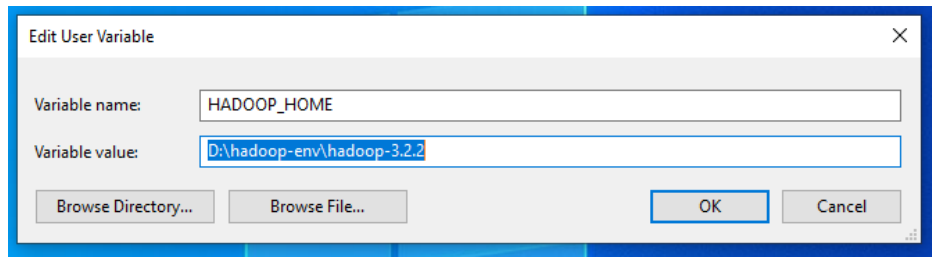 Edit User Variable
Variable name: HADOOP_HOME
Variable value: D:\hadoop-env\hadoop-3.2.2
Browse Directory... Browse File... OK Cancel